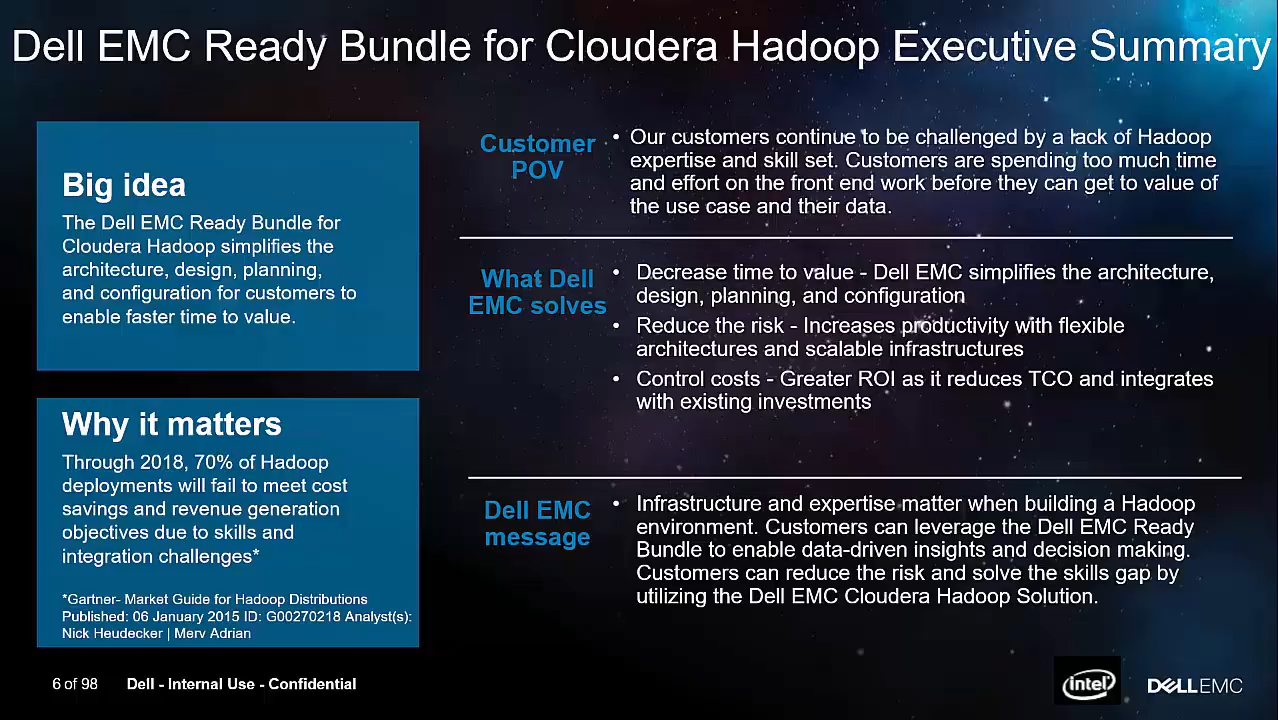 Dell EMC Ready Bundle for Cloudera Hadoop Executive Summary
Big idea
The Dell EMC Ready Bundle for
Cloudera Hadoop simplifies the
architecture, design, planning,
and configuration for customers to
enable faster time to value.
Why it matters
Through 2018, 70% of Hadoop
deployments will fail to meet cost
savings and revenue generation
objectives due to skills and
integration challenges*
*Gartner- Market Guide for Hadoop Distributions
Published: 06 January 2015 ID: G00270218 Analyst(s):
Nick Heudecker | Merv Adrian
Customer
POV
• Our customers continue to be challenged by a lack of Hadoop
expertise and skill set. Customers are spending too much time
and effort on the front end work before they can get to value of
the use case and their data.
What Dell
EMC solves
• Decrease time to value - Dell EMC simplifies the architecture,
design, planning, and configuration
• Reduce the risk - Increases productivity with flexible
architectures and scalable infrastructures
• Control costs - Greater ROI as it reduces TCO and integrates
with existing investments
Dell EMC
message
• Infrastructure and expertise matter when building a Hadoop
environment. Customers can leverage the Dell EMC Ready
Bundle to enable data-driven insights and decision making.
Customers can reduce the risk and solve the skills gap by
utilizing the Dell EMC Cloudera Hadoop Solution.
6 of 98 Dell - Internal Use - Confidential
intel
DELLEMC